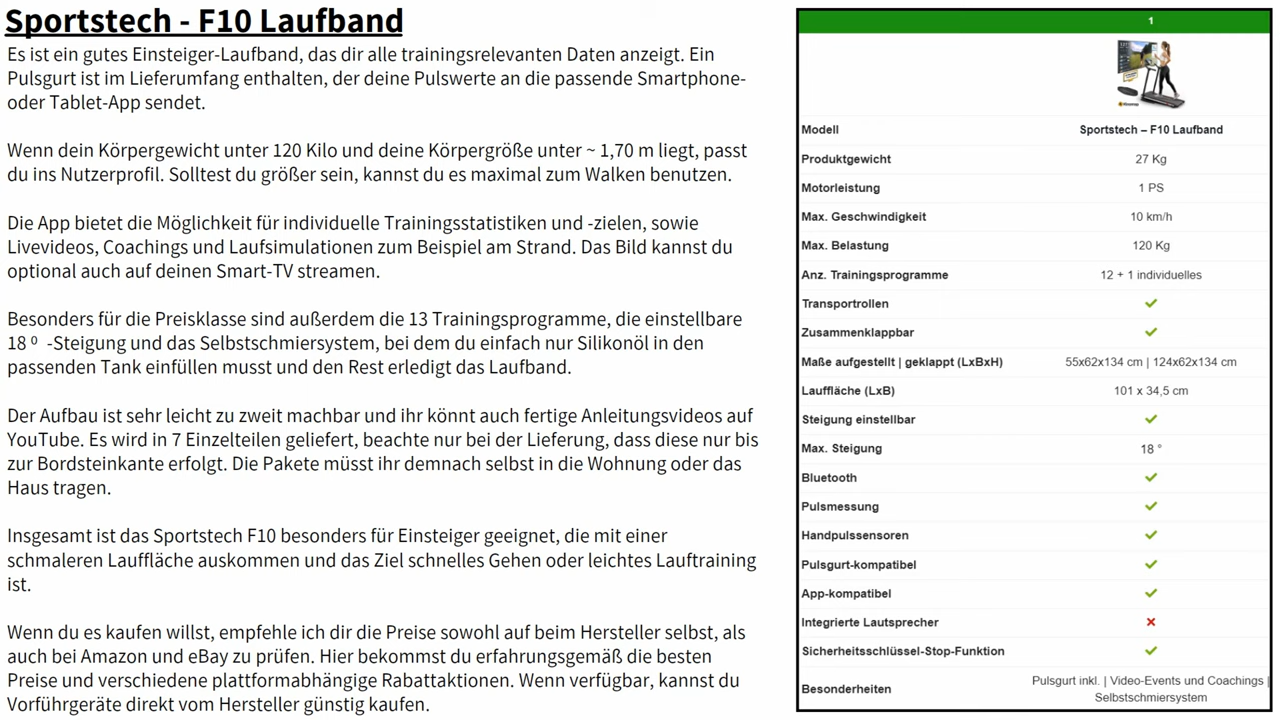 Sportstech - F10 Laufband
Es ist ein gutes Einsteiger-Laufband, das dir alle trainingsrelevanten Daten anzeigt. Ein
Pulsgurt ist im Lieferumfang enthalten, der deine Pulswerte an die passende Smartphone-
oder Tablet-App sendet.
Wenn dein Körpergewicht unter 120 Kilo und deine Körpergröße unter ~ 1,70 m liegt, passt
du ins Nutzerprofil. Solltest du größer sein, kannst du es maximal zum Walken benutzen.
Die App bietet die Möglichkeit für individuelle Trainingsstatistiken und -zielen, sowie
Livevideos, Coachings und Laufsimulationen zum Beispiel am Strand. Das Bild kannst du
optional auch auf deinen Smart-TV streamen.
Besonders für die Preisklasse sind außerdem die 13 Trainingsprogramme, die einstellbare
18 ⁰ -Steigung und das Selbstschmiersystem, bei dem du einfach nur Silikonöl in den
passenden Tank einfüllen musst und den Rest erledigt das Laufband.
Der Aufbau ist sehr leicht zu zweit machbar und ihr könnt auch fertige Anleitungsvideos auf
YouTube. Es wird in 7 Einzelteilen geliefert, beachte nur bei der Lieferung, dass diese nur bis
zur Bordsteinkante erfolgt. Die Pakete müsst ihr demnach selbst in die Wohnung oder das
Haus tragen.
Insgesamt ist das Sportstech F10 besonders für Einsteiger geeignet, die mit einer
schmaleren Lauffläche auskommen und das Ziel schnelles Gehen oder leichtes Lauftraining
ist.
Wenn du es kaufen willst, empfehle ich dir die Preise sowohl auf beim Hersteller selbst, als
auch bei Amazon und eBay zu prüfen. Hier bekommst du erfahrungsgemäß die besten
Preise und verschiedene plattformabhängige Rabattaktionen. Wenn verfügbar, kannst du
Vorführgeräte direkt vom Hersteller günstig kaufen.
1
Modell Sportstech – F10 Laufband
Produktgewicht 27 Kg
Motorleistung 1 PS
Max. Geschwindigkeit 10 km/h
Max. Belastung 120 Kg
Anz. Trainingsprogramme 12 + 1 individuelles
Transportrollen
Zusammenklappbar
Maße aufgestellt | geklappt (LxBxH) 55x62x134 cm | 124x62x134 cm
Lauffläche (LxB) 101 x 34,5 cm
Steigung einstellbar
Max. Steigung 18 °
Bluetooth
Pulsmessung
Handpulssensoren
Pulsgurt-kompatibel
App-kompatibel
Integrierte Lautsprecher
Sicherheitsschlüssel-Stop-Funktion
Besonderheiten Pulsgurt inkl. | Video-Events und Coachings |
Selbstschmiersystem